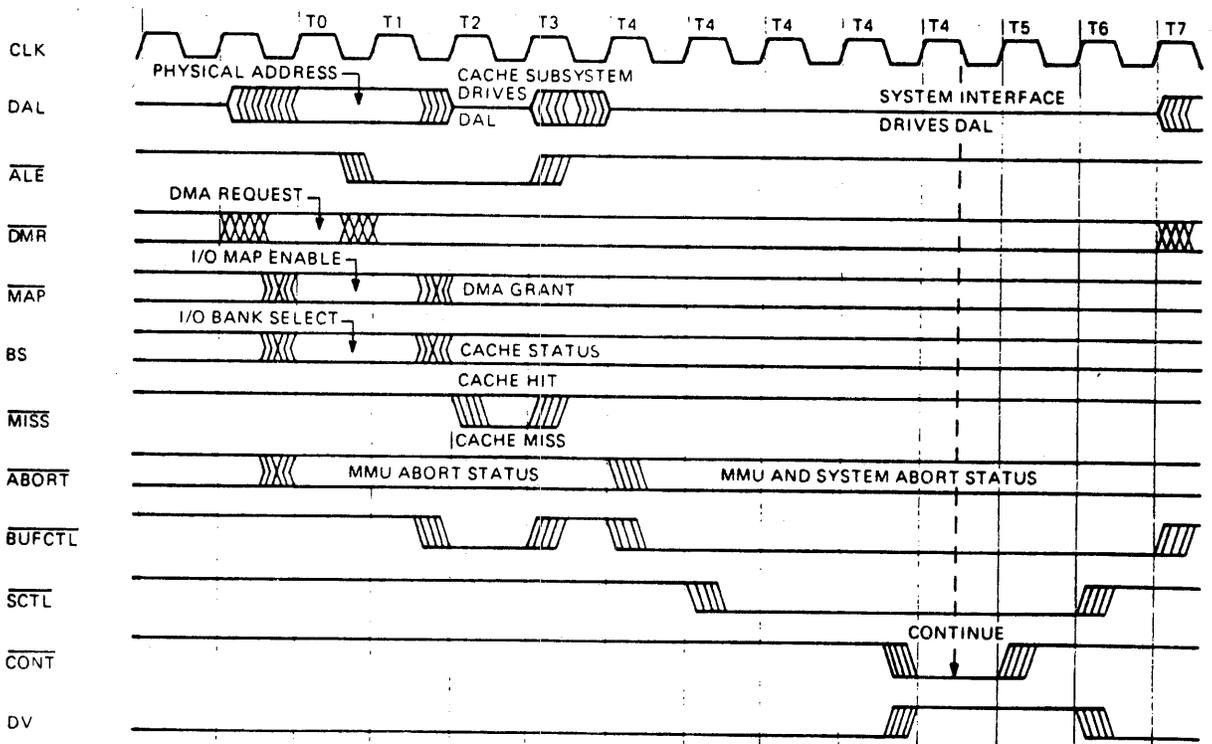 T0 T1 T2 T3 T4 T4 T4 T4 T4 T5 T6 T7
CLK
PHYSICAL ADDRESS
CACHE SUBSYSTEM
DRIVES
DAL
DAL
SYSTEM INTERFACE
DRIVES DAL
ALE
DMA REQUEST
DMR
I/O MAP ENABLE
MAP
DMA GRANT
I/O BANK SELECT
BS
CACHE STATUS
CACHE HIT
MISS
CACHE MISS
ABORT
MMU ABORT STATUS
MMU AND SYSTEM ABORT STATUS
BUFCTL
SCTL
CONTINUE
CONT
DV